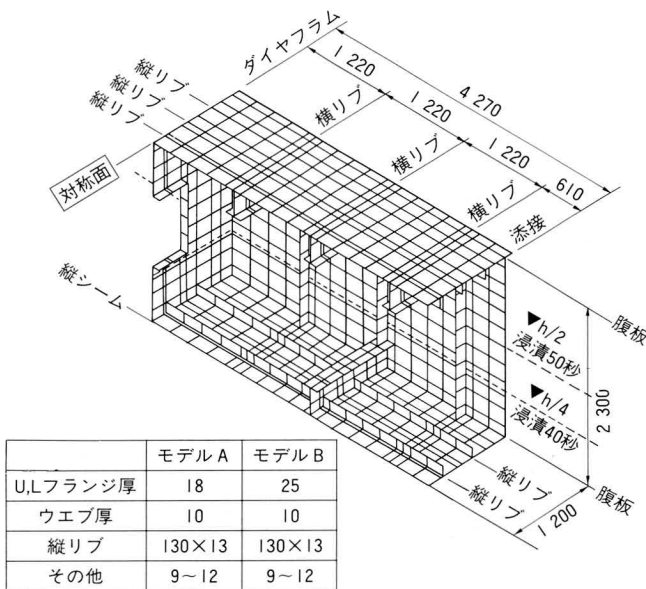 ダイヤフラム
縦リブ
縦リブ
縦リブ
対称面
縦シーム
1 220
4 270
1 220
1 220
610
横リブ
横リブ
横リブ
添接
腹板
▼h/2
浸漬50秒
▼h/4
浸漬40秒
2 300
縦リブ
縦リブ
腹板
1 200
モデルA モデルB
U,Lフランジ厚 18 25
ウエブ厚 10 10
縦リブ 130×13 130×13
その他 9~12 9~12